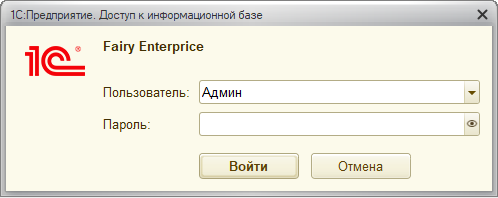 1С:Предприятие. Доступ к информационной базе
1С®
Fairy Enterprice
Пользователь:
Админ
Пароль:
Войти
Отмена